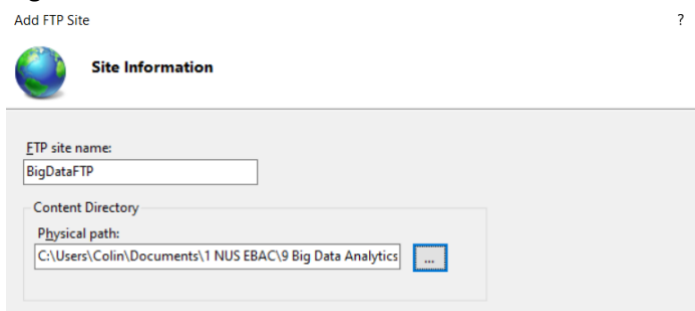 Add FTP Site
?
Site Information
FTP site name:
BigDataFTP
Content Directory
Physical path:
C:\Users\Colin\Documents\1 NUS EBAC\9 Big Data Analytics
...